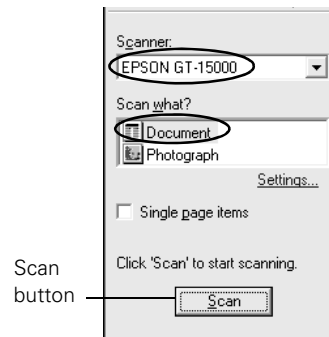 Scanner:
EPSON GT-15000
Scan what?
Document
Photograph
Settings...
Single page items
Click 'Scan' to start scanning.
Scan
button
Scan